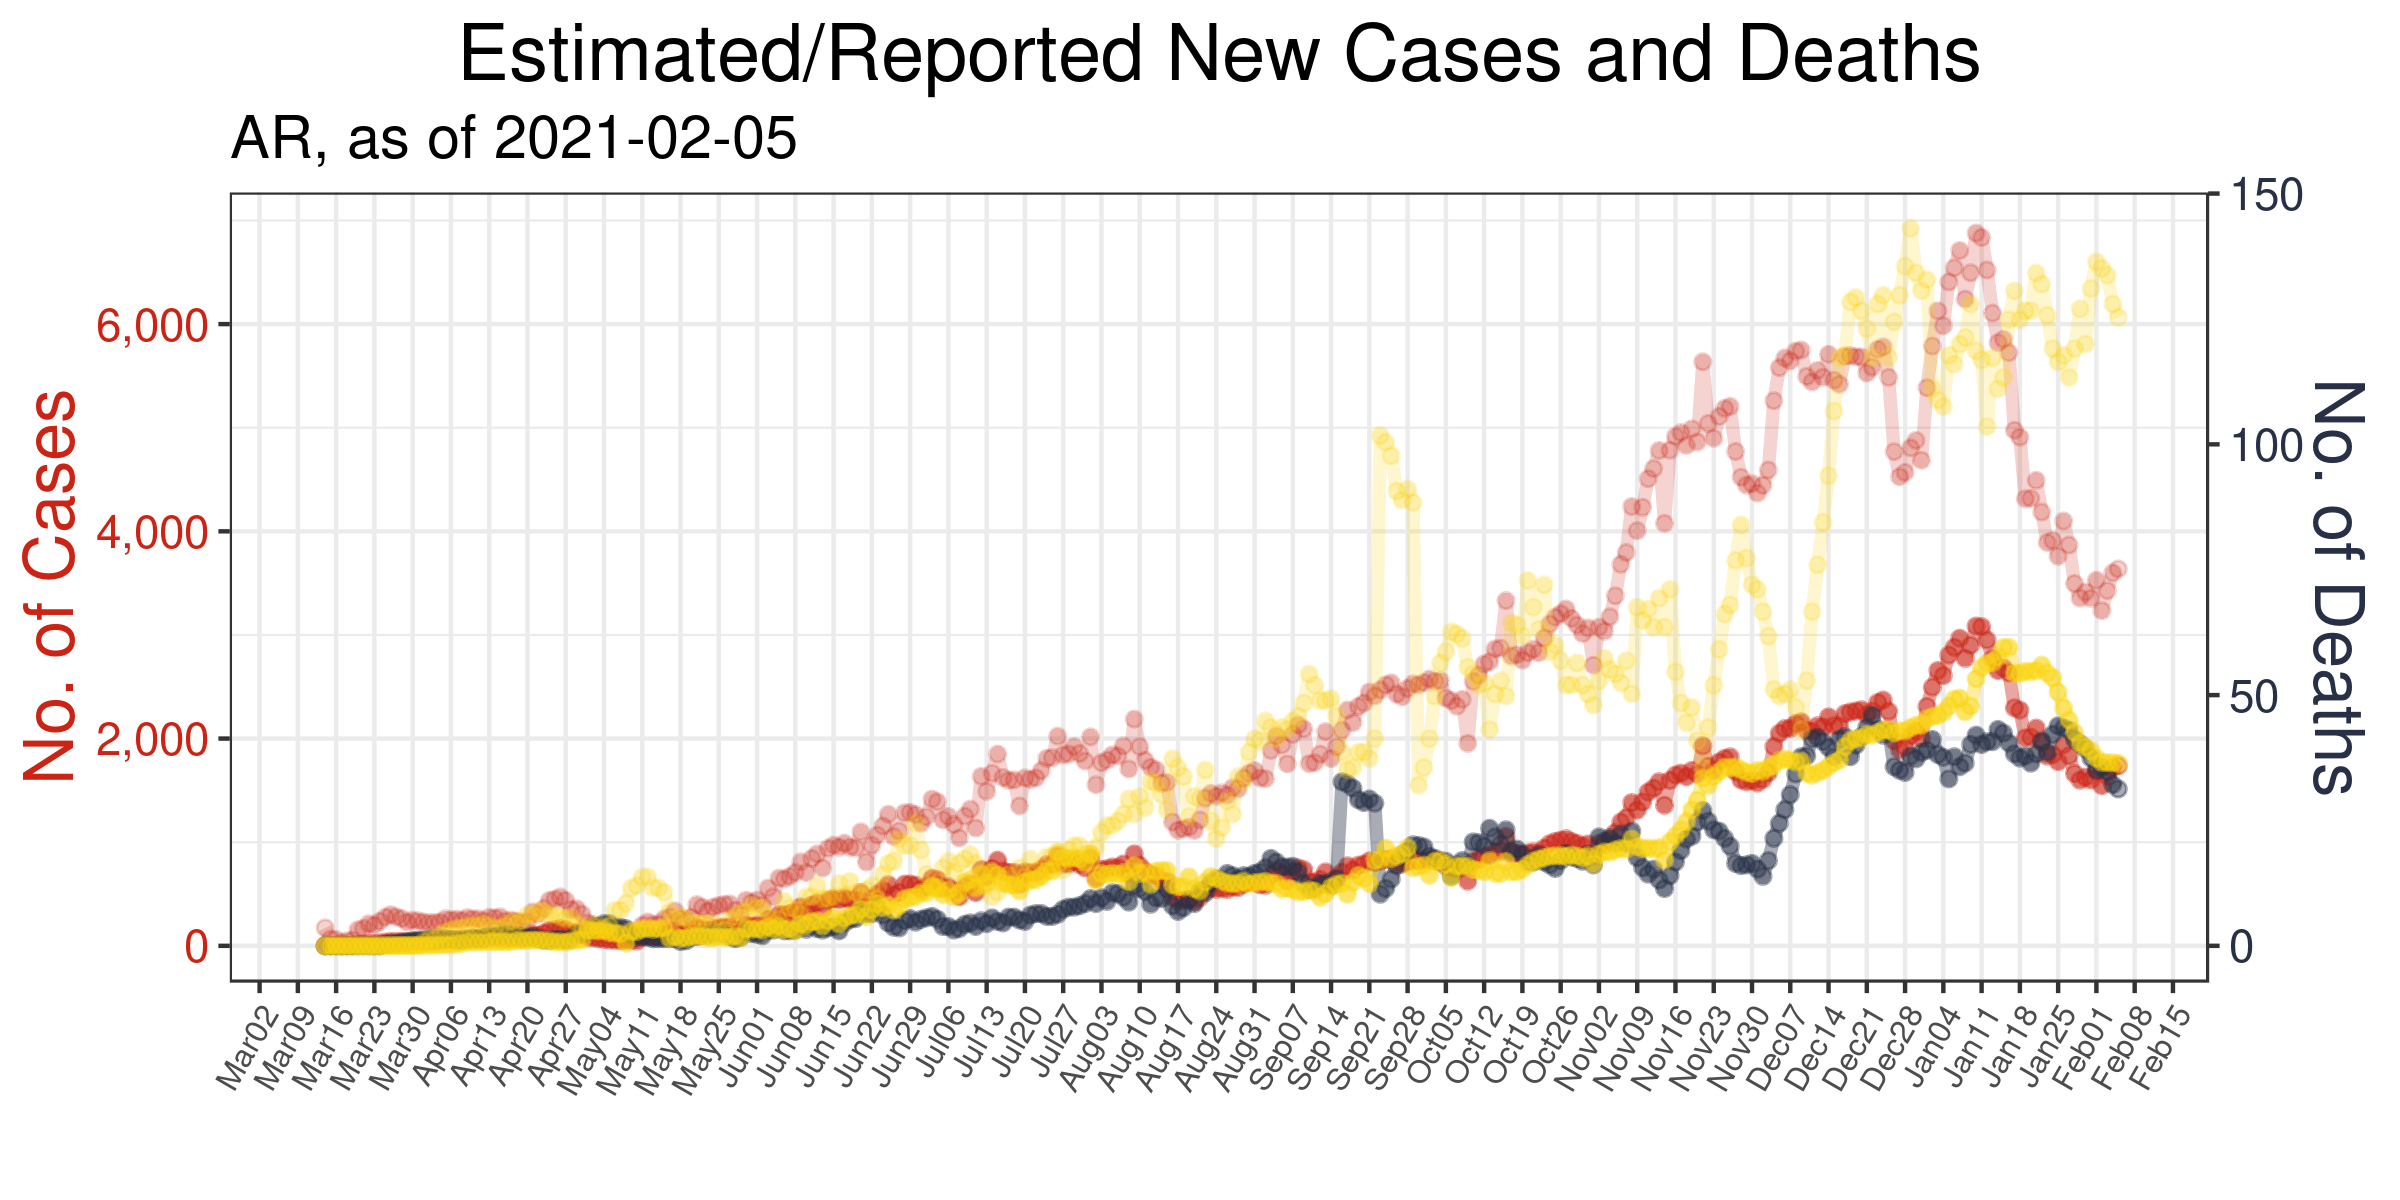 Estimated/Reported New Cases and Deaths
AR, as of 2021-02-05
No. of Cases
6,000
4,000
2,000
0
150
100
50
0
No. of Deaths
Mar02
Mar09
Mar16
Mar23
Mar30
Apr06
Apr13
Apr20
Apr27
May04
May11
May18
May25
Jun01
Jun08
Jun15
Jun22
Jun29
Jul06
Jul13
Jul20
Jul27
Aug03
Aug10
Aug17
Aug24
Aug31
Sep07
Sep14
Sep21
Sep28
Oct05
Oct12
Oct19
Oct26
Nov02
Nov09
Nov16
Nov23
Nov30
Dec07
Dec14
Dec21
Dec28
Dec04
Jan11
Jan18
Jan25
Feb01
Feb08
Feb15